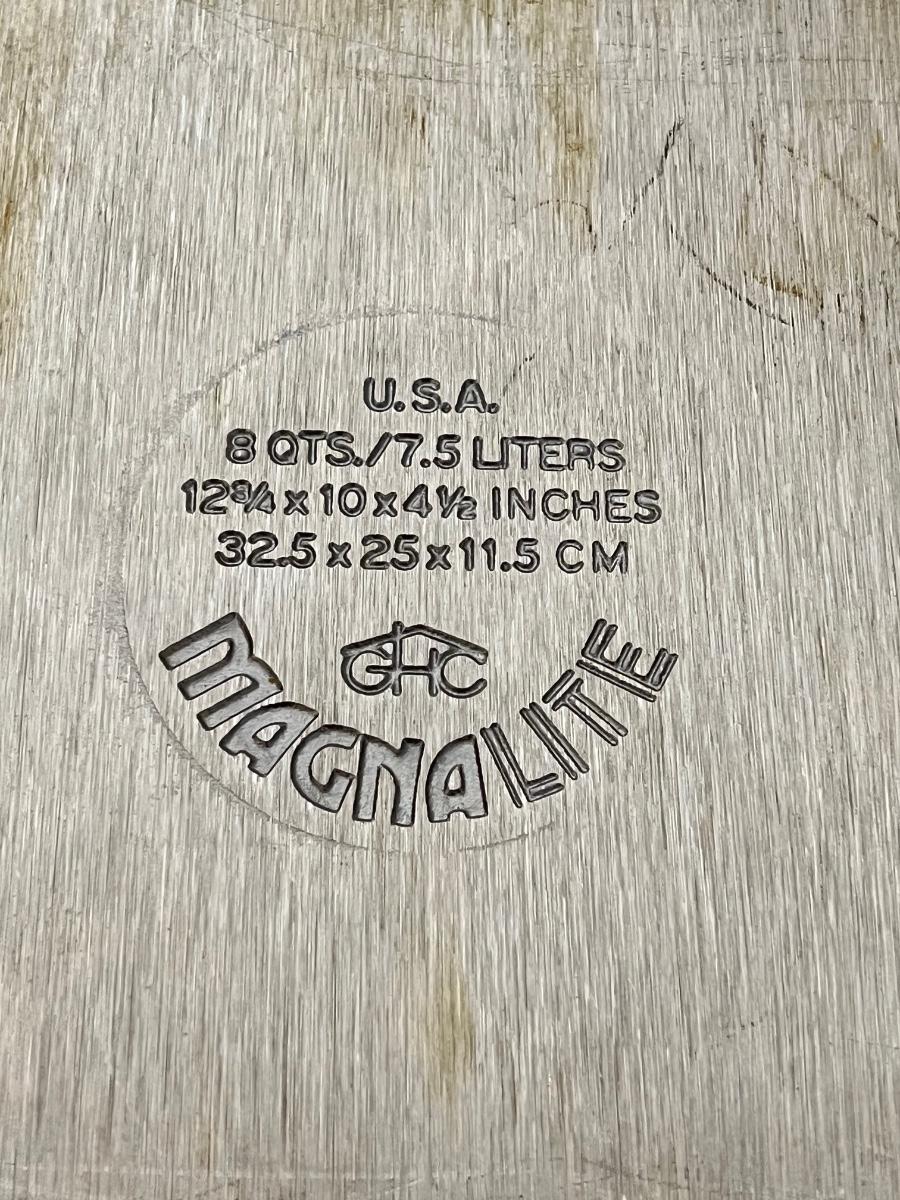 U.S.A.
8 QTS./7.5 LITERS
12¾ x 10 x 4½ INCHES
32.5 x 25 x 11.5 CM
GHC
MAGNALITE